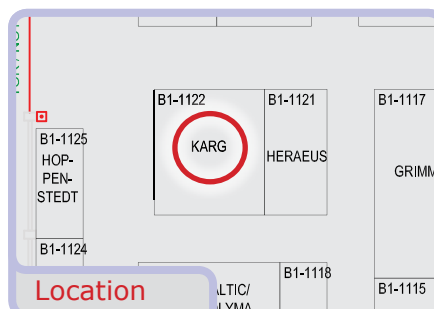 B1-1122
B1-1121
B1-1117
B1-1125
KARG
HOP-
PEN-
STEDT
HERAEUS
GRIMM
B1-1124
B1-1118
B1-1115
Location
ALTIC/